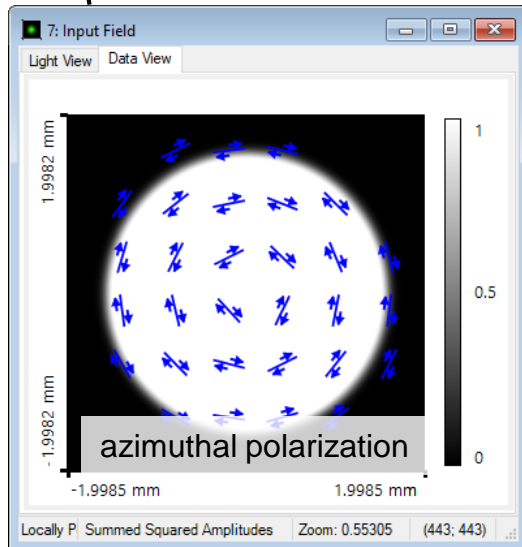 7: Input Field
Light View Data View
1.9982 mm
-1.9982 mm
1
0.5
0
azimuthal polarization
-1.9985 mm 1.9985 mm
Locally P Summed Squared Amplitudes Zoom: 0.55305 (443; 443)